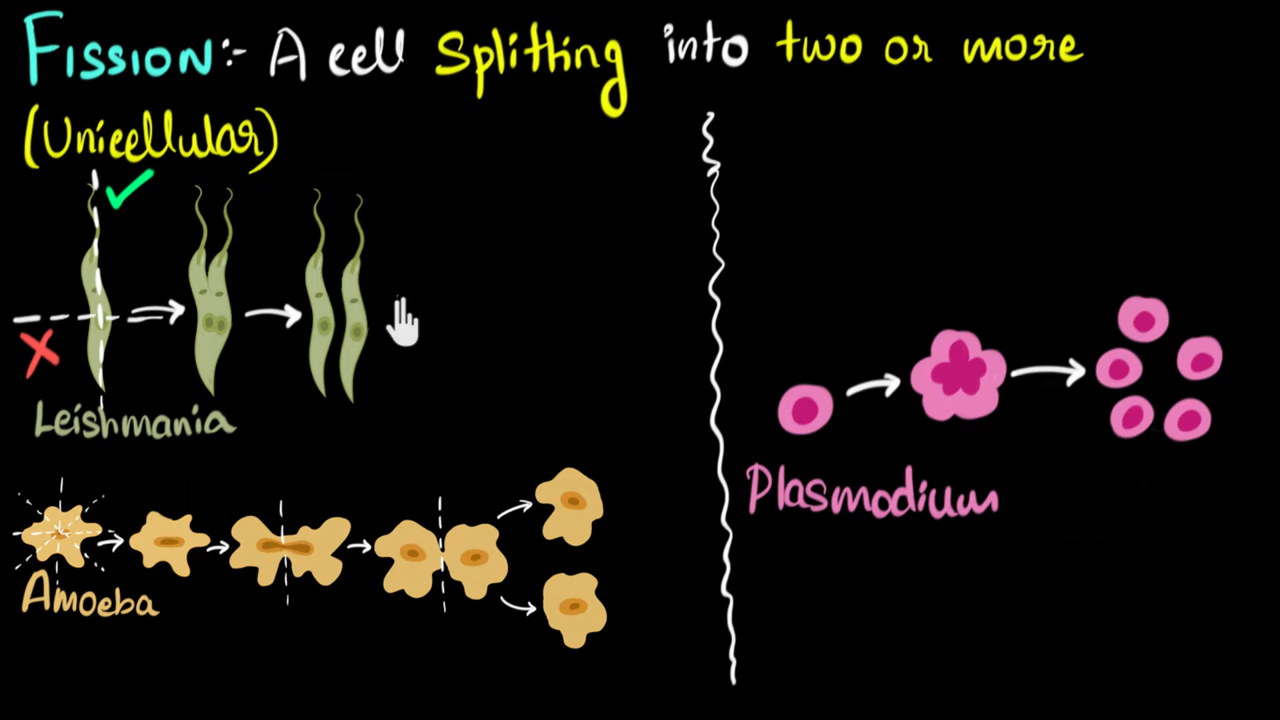 FISSION:- A cell Splitting into two or more
(Unicellular)
Leishmania
Plasmodium
Amoeba